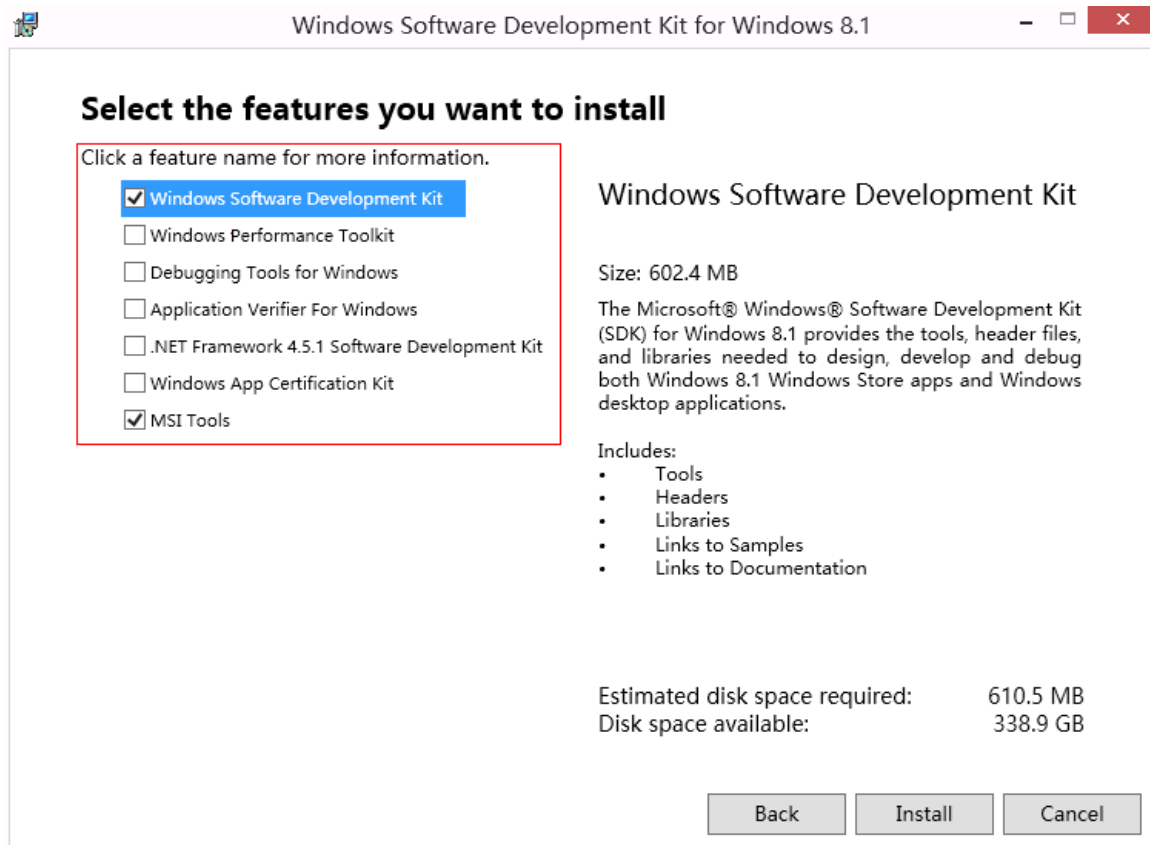 Windows Software Development Kit for Windows 8.1
Select the features you want to install
Click a feature name for more information.
Windows Software Development Kit
Windows Performance Toolkit
Debugging Tools for Windows
Application Verifier For Windows
.NET Framework 4.5.1 Software Development Kit
Windows App Certification Kit
MSI Tools
Windows Software Development Kit
Size: 602.4 MB
The Microsoft® Windows® Software Development Kit
(SDK) for Windows 8.1 provides the tools, header files,
and libraries needed to design, develop and debug
both Windows 8.1 Windows Store apps and Windows
desktop applications.
Includes:
• Tools
• Headers
• Libraries
• Links to Samples
• Links to Documentation
Estimated disk space required: 610.5 MB
Disk space available: 338.9 GB
Back Install Cancel